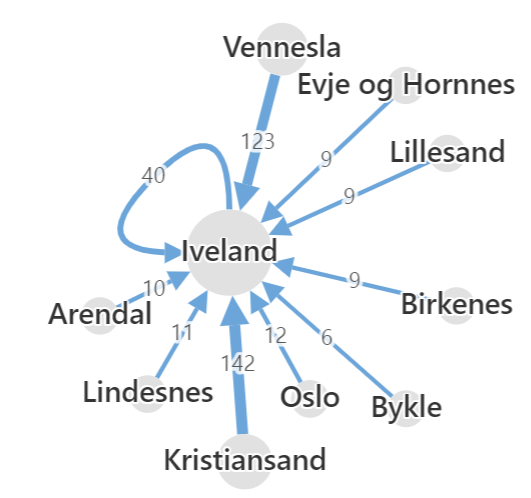 Vennesla
Evje og Hornnes
123
Lillesand
9
40
9
Iveland
9
10
Birkenes
Arendal
11
12
6
142
Lindesnes
Oslo
Bykle
Kristiansand